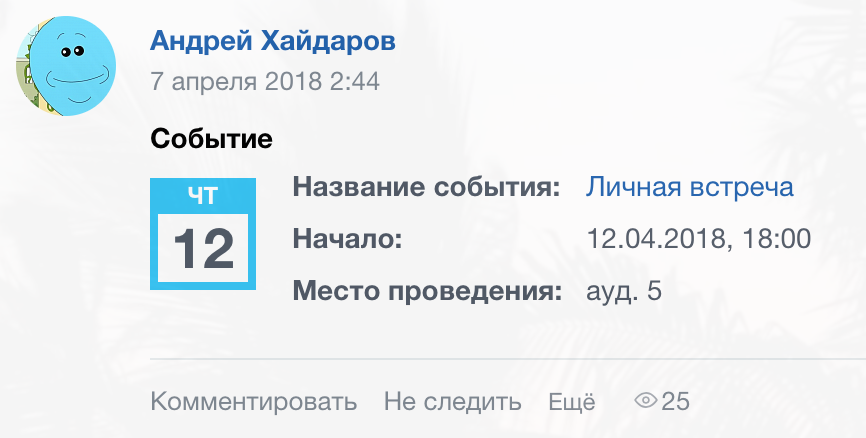 Андрей Хайдаров
7 апреля 2018 2:44
Событие
ЧТ
12
Название события: Личная встреча
Начало: 12.04.2018, 18:00
Место проведения: ауд. 5
Комментировать Не следить Ещё 25